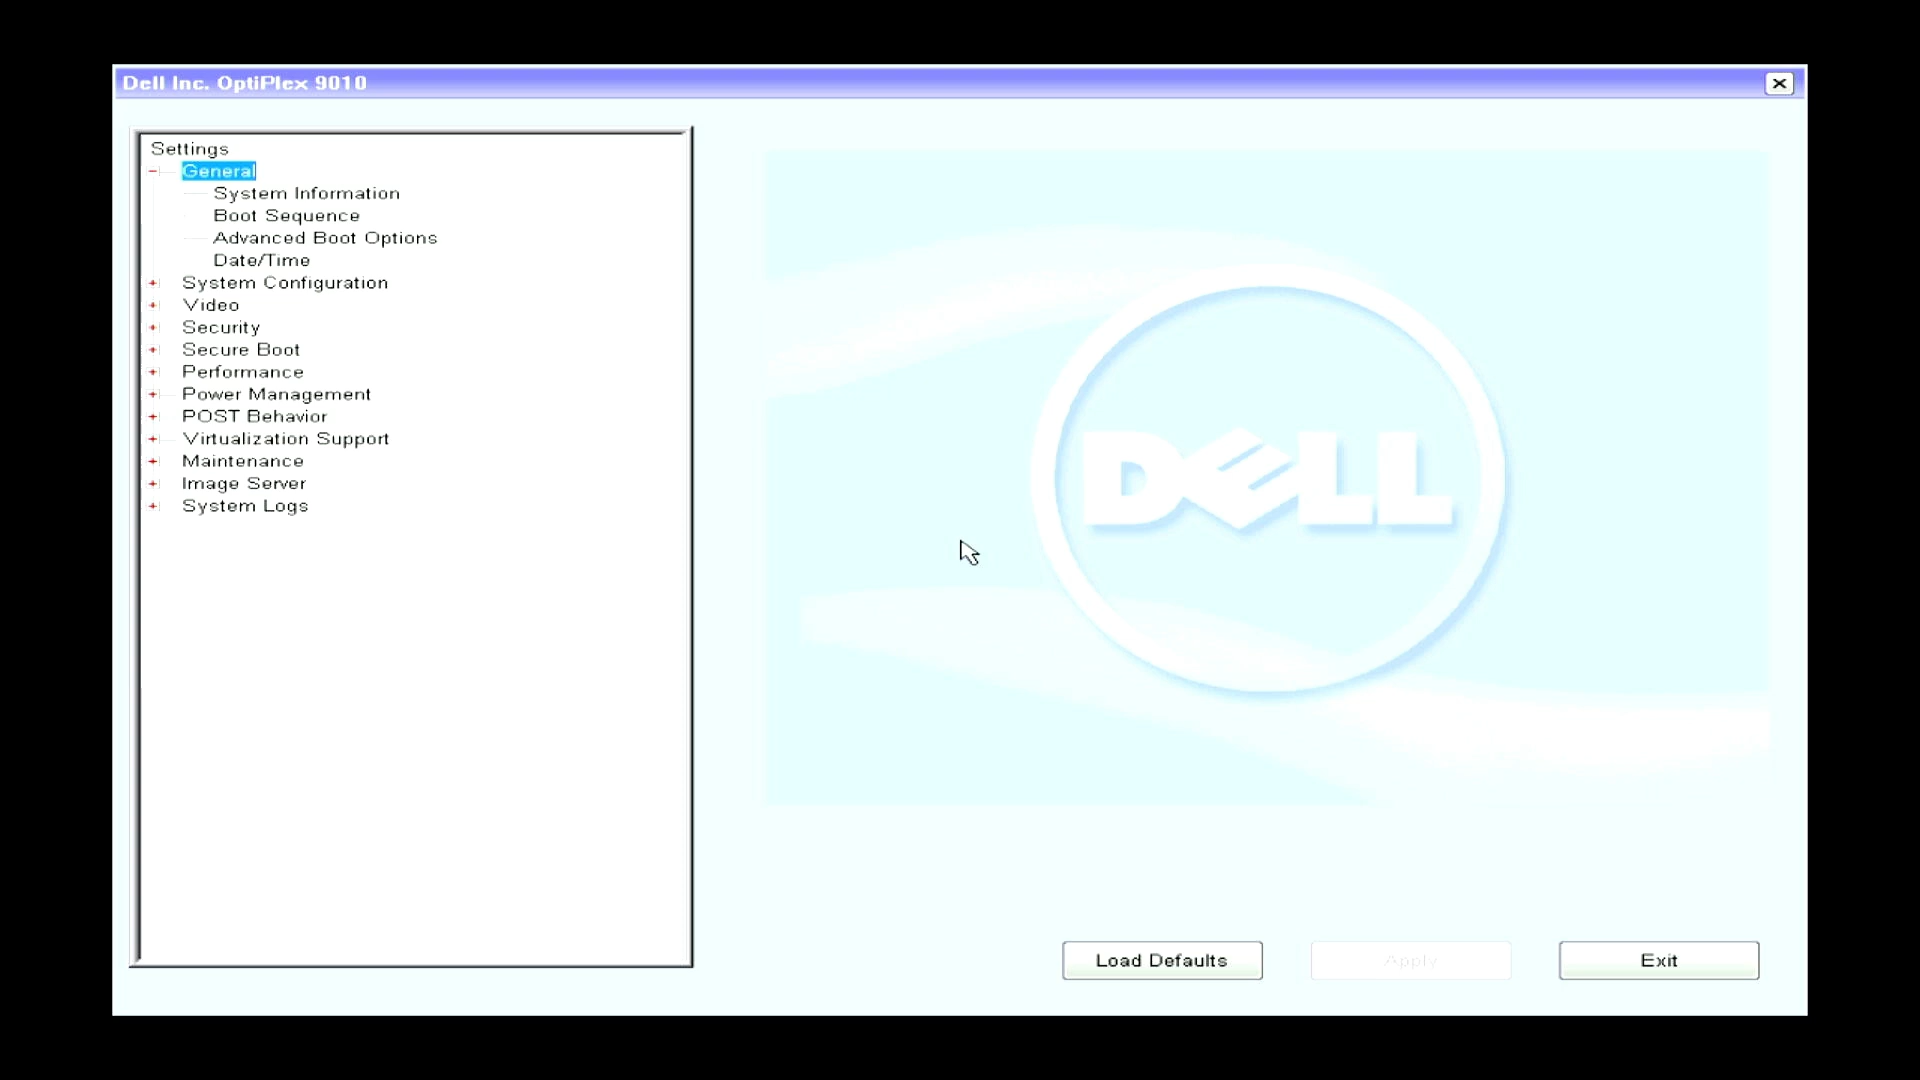 Dell Inc. OptiPlex 9010
Settings
General
System Information
Boot Sequence
Advanced Boot Options
Date/Time
System Configuration
Video
Security
Secure Boot
Performance
Power Management
POST Behavior
Virtualization Support
Maintenance
Image Server
System Logs
DELL
Load Defaults
Apply
Exit